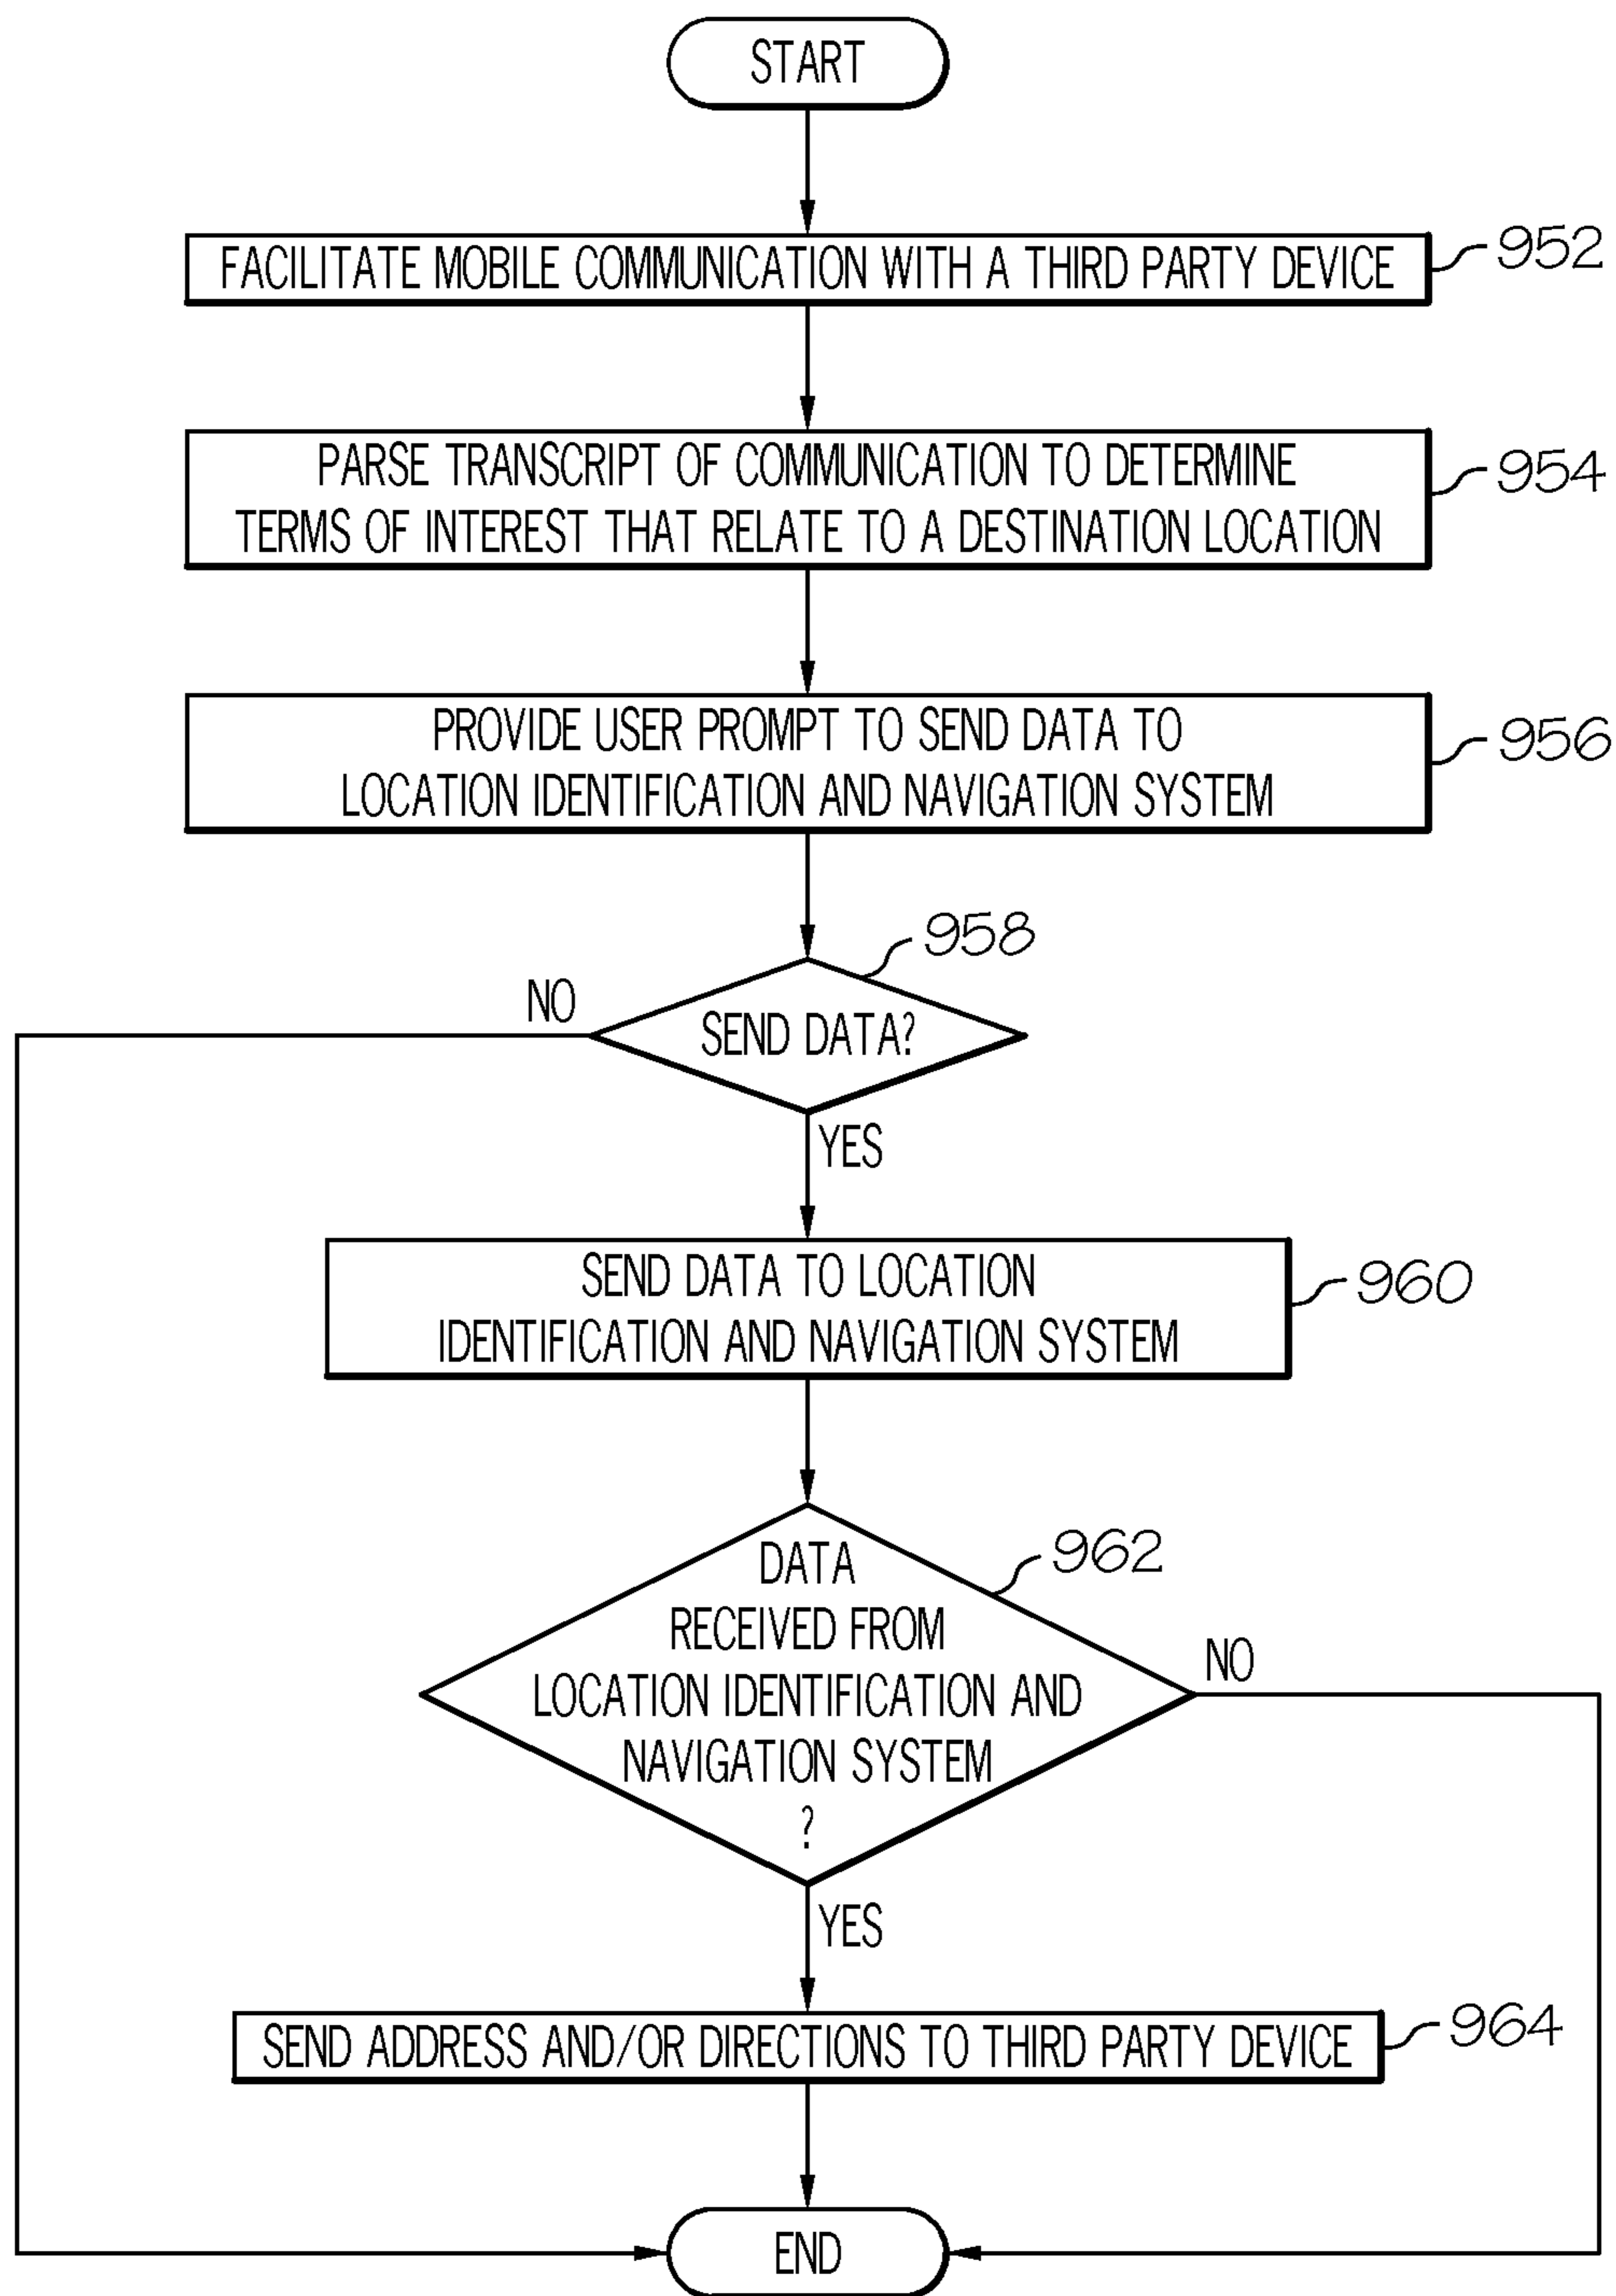 START
FACILITATE MOBILE COMMUNICATION WITH A THIRD PARTY DEVICE
952
PARSE TRANSCRIPT OF COMMUNICATION TO DETERMINE
TERMS OF INTEREST THAT RELATE TO A DESTINATION LOCATION
954
PROVIDE USER PROMPT TO SEND DATA TO
LOCATION IDENTIFICATION AND NAVIGATION SYSTEM
956
958
NO
SEND DATA?
YES
SEND DATA TO LOCATION
IDENTIFICATION AND NAVIGATION SYSTEM
960
962
DATA
RECEIVED FROM
LOCATION IDENTIFICATION AND
NAVIGATION SYSTEM
?
NO
YES
SEND ADDRESS AND/OR DIRECTIONS TO THIRD PARTY DEVICE
964
END